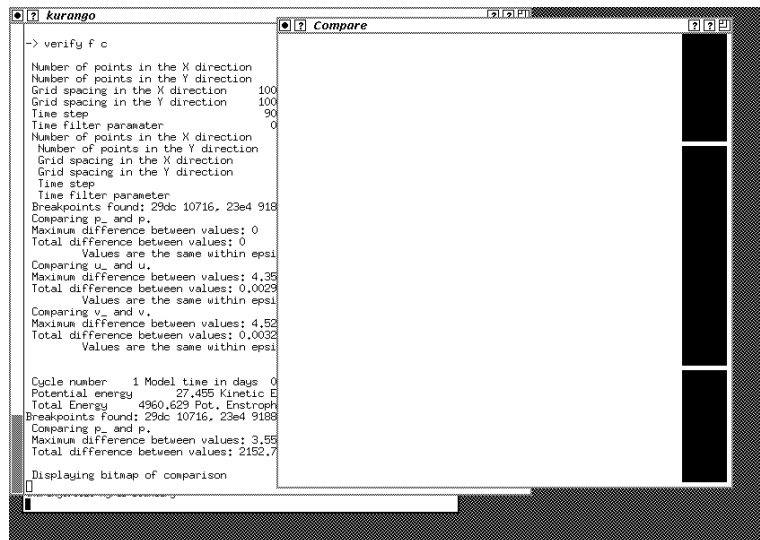 kurango
Compare
-> verify f c
Number of points in the X direction
Number of points in the Y direction
Grid spacing in the X direction 100
Grid spacing in the Y direction 100
Time step 90
Time filter paramater 0
Number of points in the X direction
Number of points in the Y direction
Grid spacing in the X direction
Grid spacing in the Y direction
Time step
Time filter parameter
Breakpoints found: 29dc 10716, 23e4 918
Comparing p_ and p.
Maximum difference between values: 0
Total difference between values: 0
Values are the same within epsi
Comparing u_ and u.
Maximum difference between values: 4.35
Total difference between values: 0.0029
Values are the same within epsi
Comparing v_ and v.
Maximum difference between values: 4.52
Total difference between values: 0.0032
Values are the same within epsi
Cycle number 1 Model time in days 0
Potential energy 27.455 Kinetic E
Total Energy 4960.629 Pot. Enstroph
Breakpoints found: 29dc 10716, 23e4 9188
Comparing p_ and p.
Maximum difference between values: 3.55
Total difference between values: 2152.7
Displaying bitmap of comparison